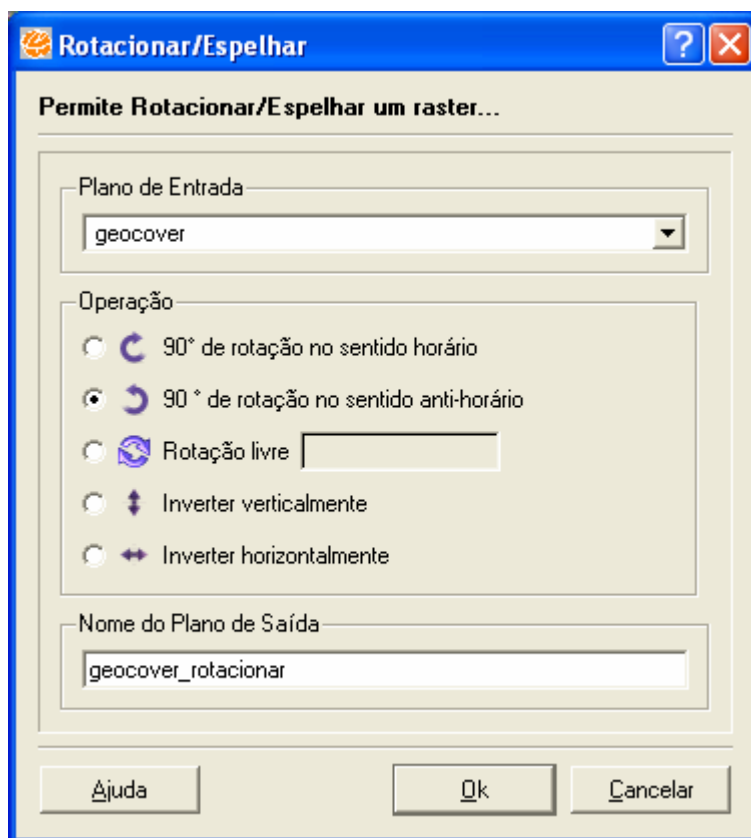 Rotacionar/Espelhar
Permite Rotacionar/Espelhar um raster...
Plano de Entrada
geocover
Operação
90° de rotação no sentido horário
90 ° de rotação no sentido anti-horário
Rotação livre
Inverter verticalmente
Inverter horizontalmente
Nome do Plano de Saída
geocover_rotacionar
Ajuda Ok Cancelar